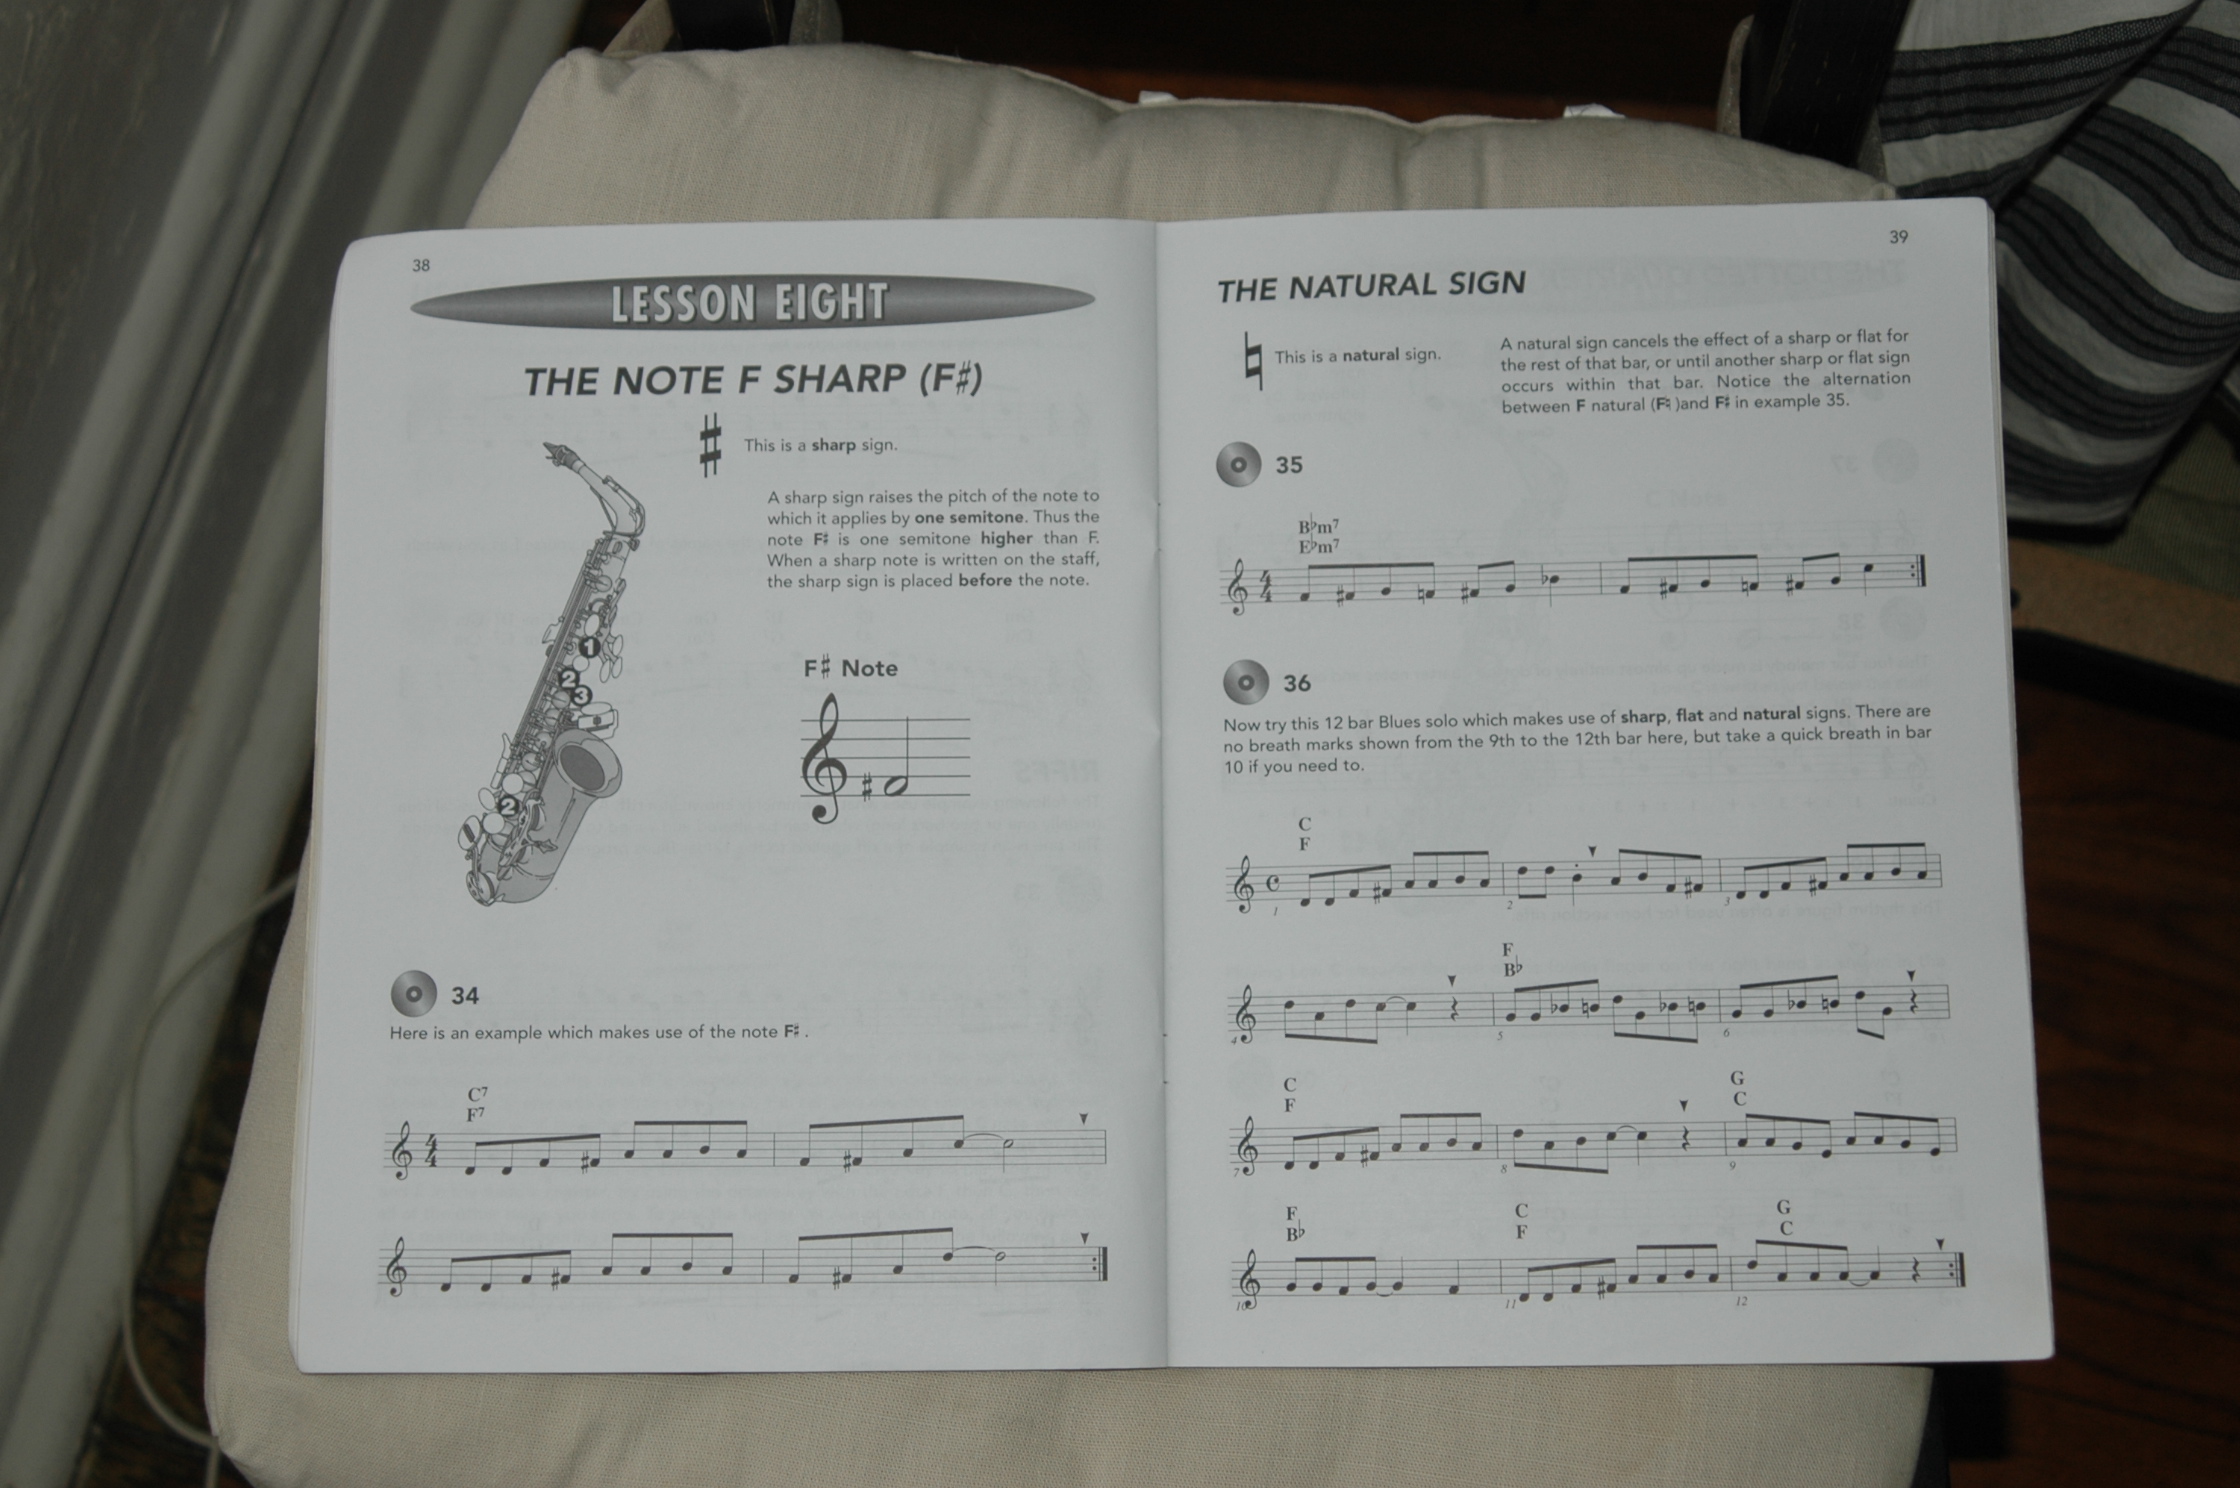 38
LESSON EIGHT
THE NOTE F SHARP (F♯)
♯ This is a sharp sign.
A sharp sign raises the pitch of the note to
which it applies by one semitone. Thus the
note F♯ is one semitone higher than F.
When a sharp note is written on the staff,
the sharp sign is placed before the note.
1
2
3
2
F♯ Note
34
Here is an example which makes use of the note F♯ .
C7
F7
4
4
39
THE NATURAL SIGN
♮ This is a natural sign.
A natural sign cancels the effect of a sharp or flat for
the rest of that bar, or until another sharp or flat sign
occurs within that bar. Notice the alternation
between F natural (F♮ )and F♯ in example 35.
35
B♭m7
E♭m7
4
4
36
Now try this 12 bar Blues solo which makes use of sharp, flat and natural signs. There are
no breath marks shown from the 9th to the 12th bar here, but take a quick breath in bar
10 if you need to.
C
F
1 2 3
F
B♭
4 5 6
C G
F C
7 8 9
F C G
B♭ F C
10 11 12